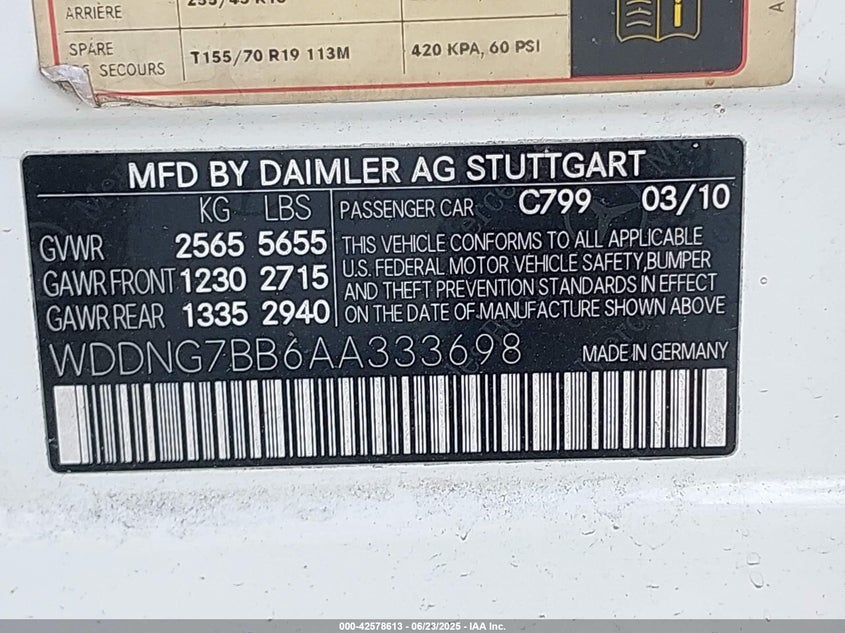 ARRIÈRE
SPARE T155/70 R19 113M 420 KPA, 60 PSI
SECOURS
MFD BY DAIMLER AG STUTTGART
KG LBS PASSENGER CAR C799 03/10
GVWR 2565 5655 THIS VEHICLE CONFORMS TO ALL APPLICABLE
GAWR FRONT 1230 2715 U.S. FEDERAL MOTOR VEHICLE SAFETY,BUMPER
AND THEFT PREVENTION STANDARDS IN EFFECT
GAWR REAR 1335 2940 ON THE DATE OF MANUFACTURE SHOWN ABOVE
WDDNG7BB6AA333698 MADE IN GERMANY
000-42578613 - 06/23/2025 - IAA Inc.